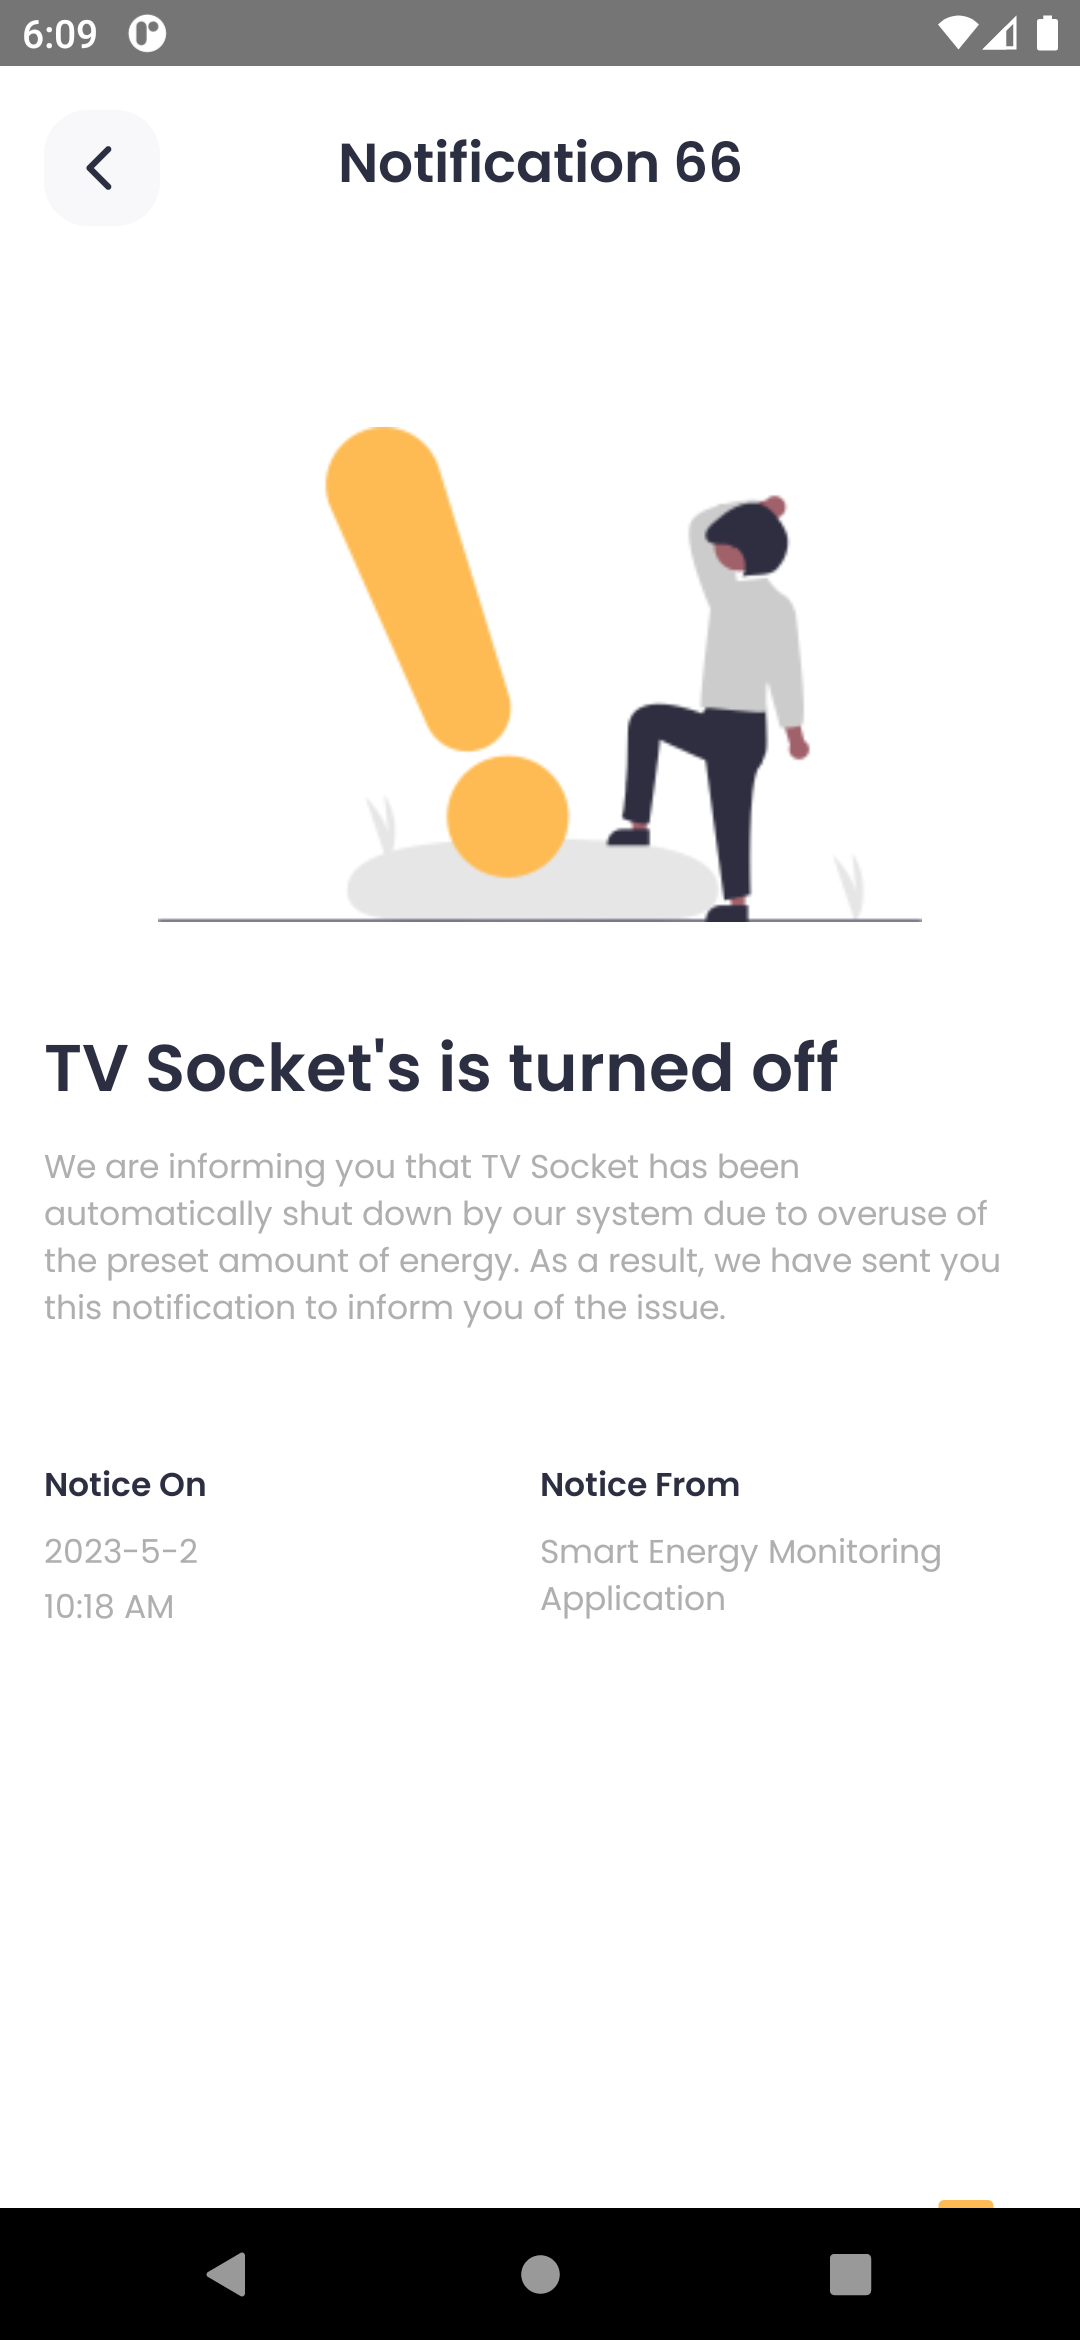 6:09
Notification 66
TV Socket's is turned off
We are informing you that TV Socket has been
automatically shut down by our system due to overuse of
the preset amount of energy. As a result, we have sent you
this notification to inform you of the issue.
Notice On
2023-5-2
10:18 AM
Notice From
Smart Energy Monitoring
Application